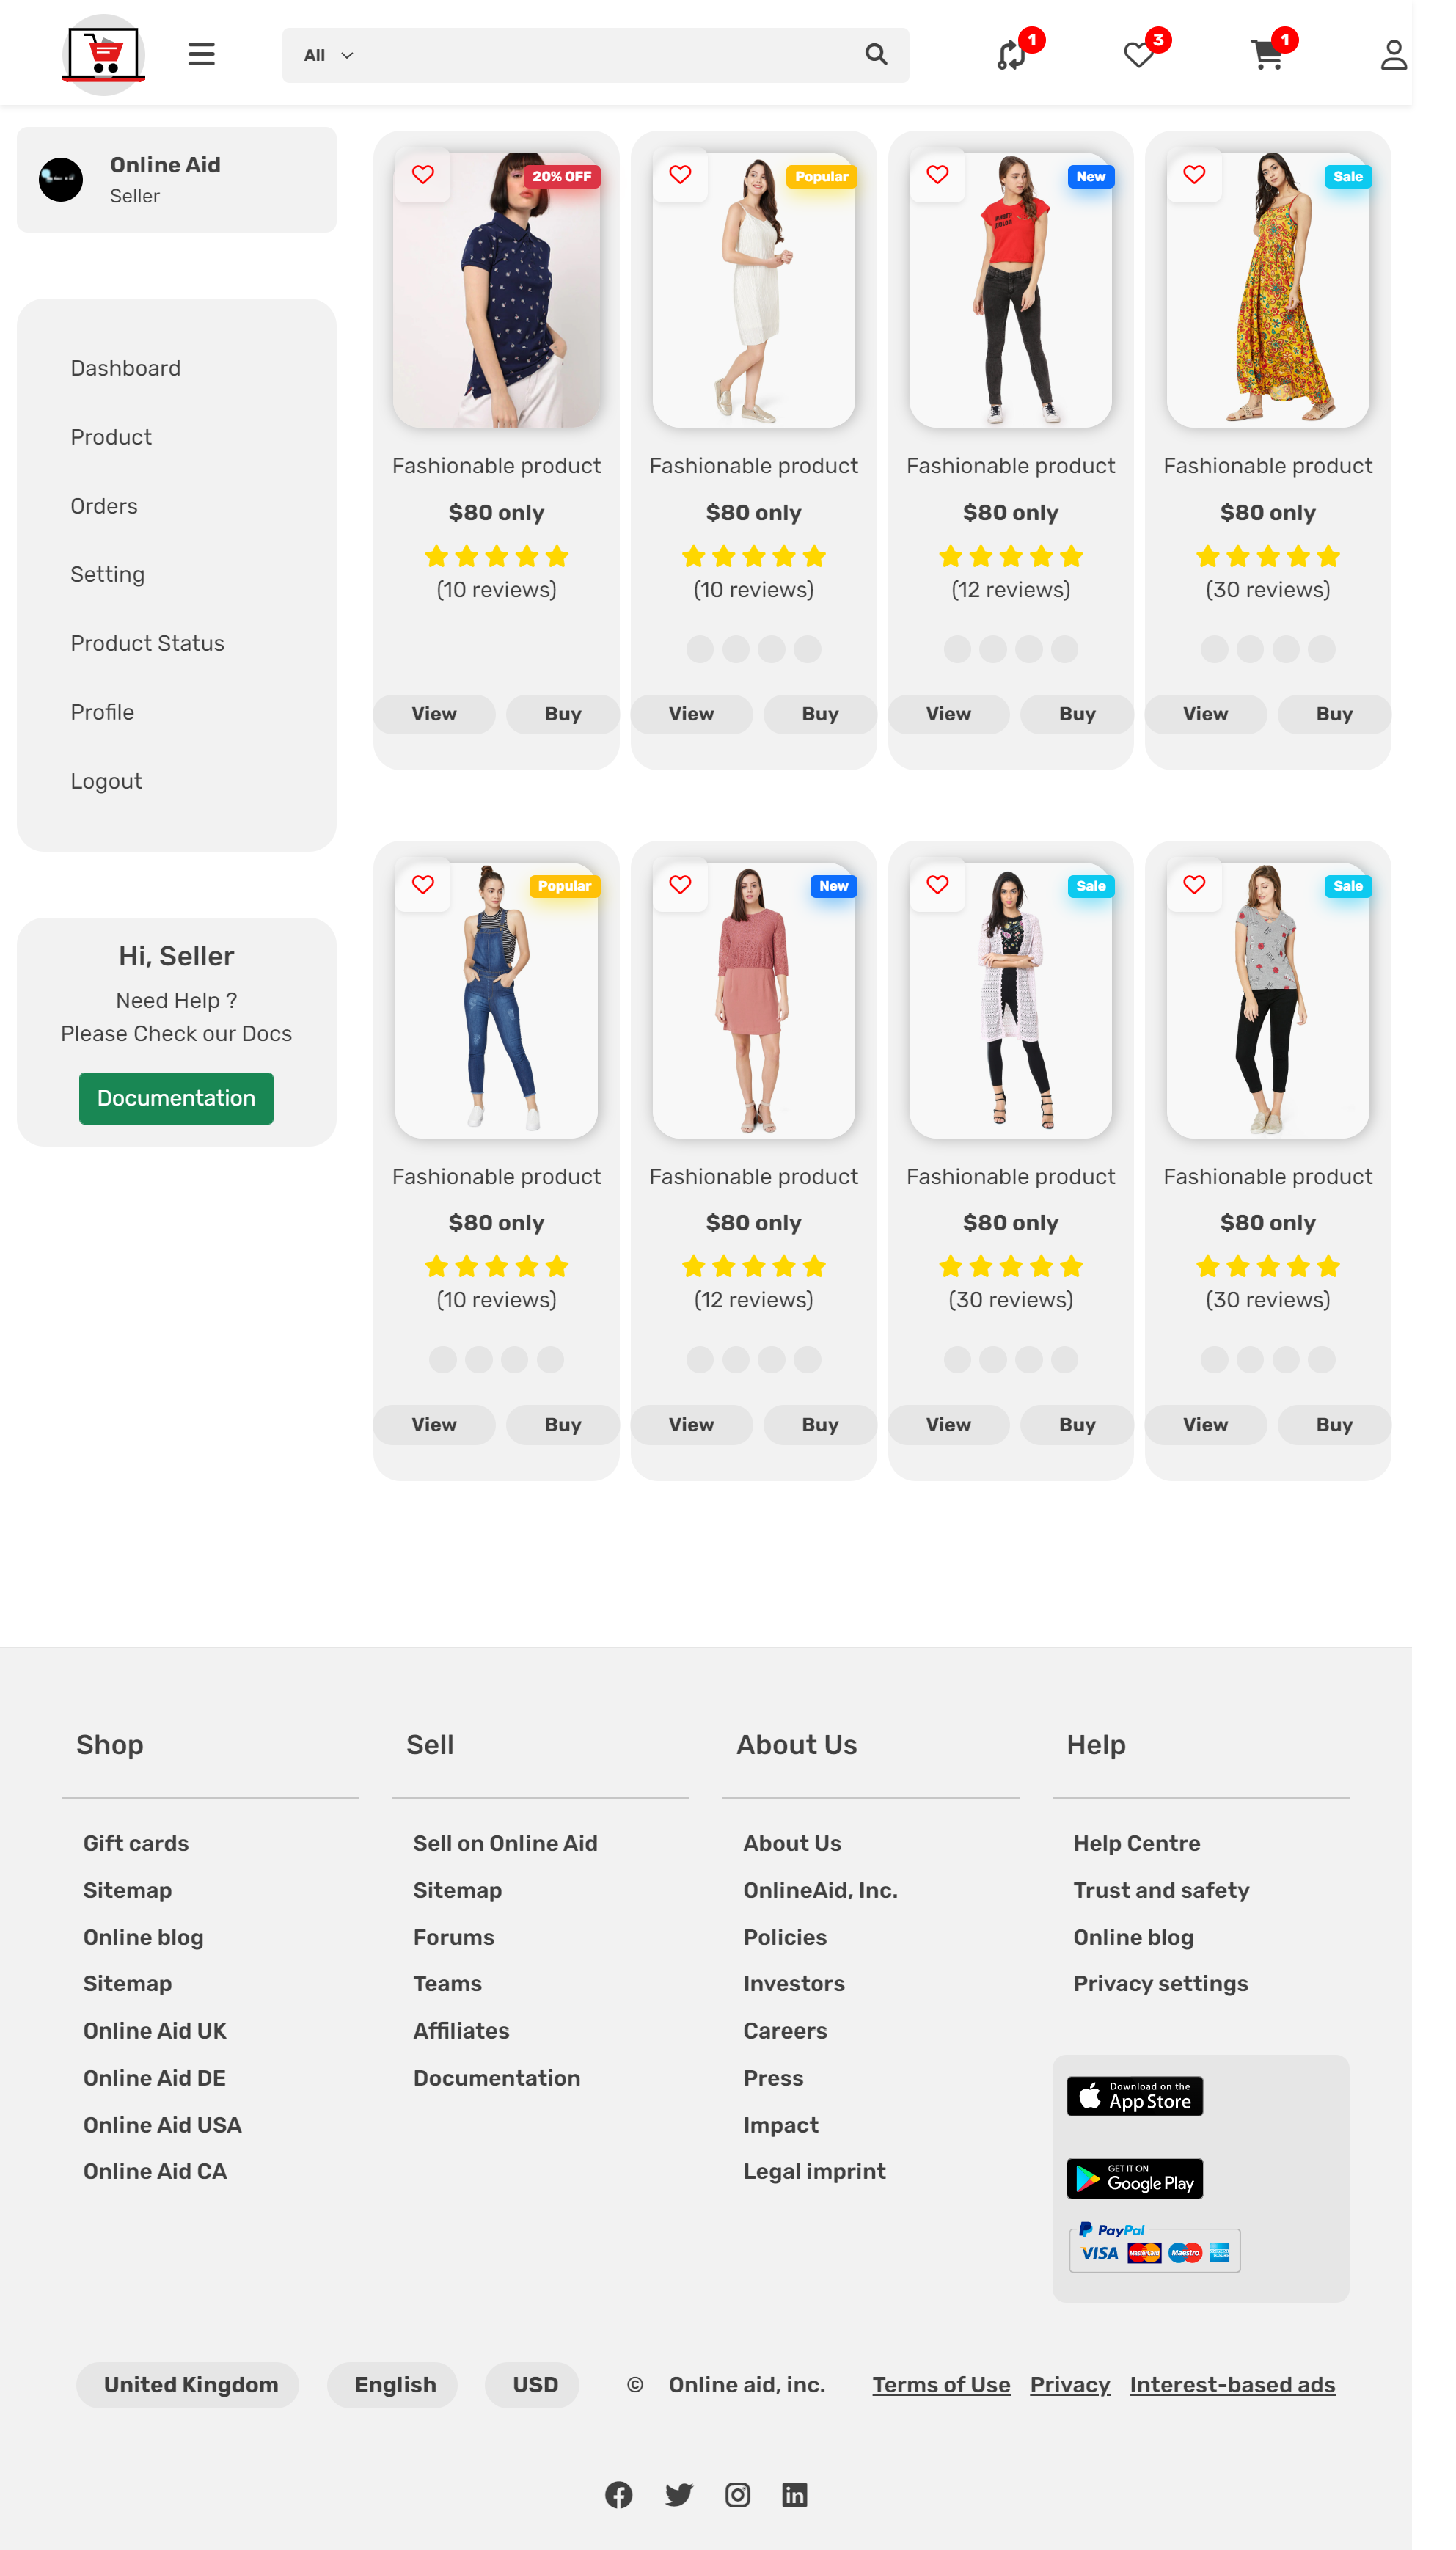 All
1
3
1
Online Aid
Seller
Dashboard
Product
Orders
Setting
Product Status
Profile
Logout
Hi, Seller
Need Help ?
Please Check our Docs
Documentation
20% OFF
Fashionable product
$80 only
(10 reviews)
View Buy
Popular
Fashionable product
$80 only
(10 reviews)
View Buy
New
Fashionable product
$80 only
(12 reviews)
View Buy
Sale
Fashionable product
$80 only
(30 reviews)
View Buy
Popular
Fashionable product
$80 only
(10 reviews)
View Buy
New
Fashionable product
$80 only
(12 reviews)
View Buy
Sale
Fashionable product
$80 only
(30 reviews)
View Buy
Sale
Fashionable product
$80 only
(30 reviews)
View Buy
Shop
Gift cards
Sitemap
Online blog
Sitemap
Online Aid UK
Online Aid DE
Online Aid USA
Online Aid CA
Sell
Sell on Online Aid
Sitemap
Forums
Teams
Affiliates
Documentation
About Us
About Us
OnlineAid, Inc.
Policies
Investors
Careers
Press
Impact
Legal imprint
Help
Help Centre
Trust and safety
Online blog
Privacy settings
Download on the
App Store
GET IT ON
Google Play
PayPal
VISA MasterCard Maestro
United Kingdom English USD © Online aid, inc. Terms of Use Privacy Interest-based ads